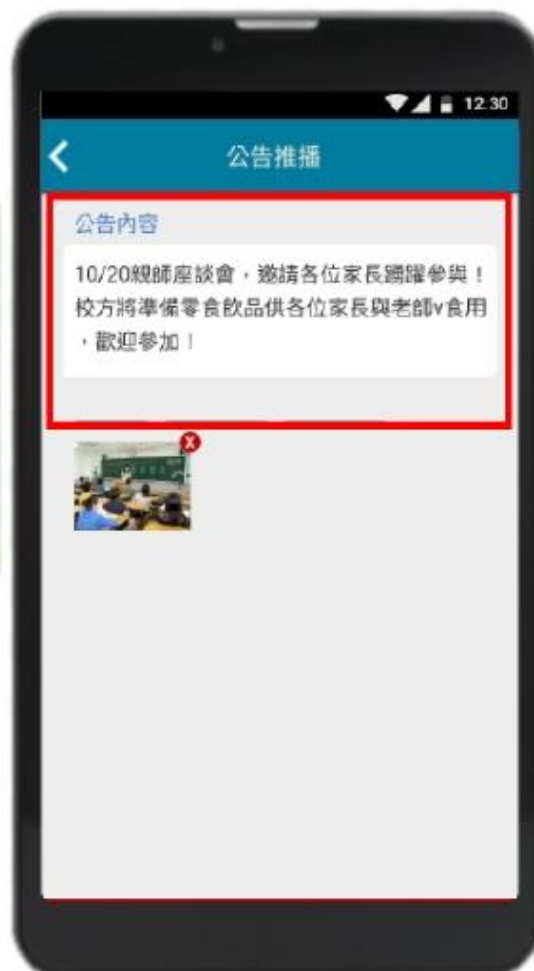 12:30
公告推播
公告內容
10/20親師座談會，邀請各位家長踴躍參與！
校方將準備零食飲品供各位家長與老師v食用
，歡迎參加！
X